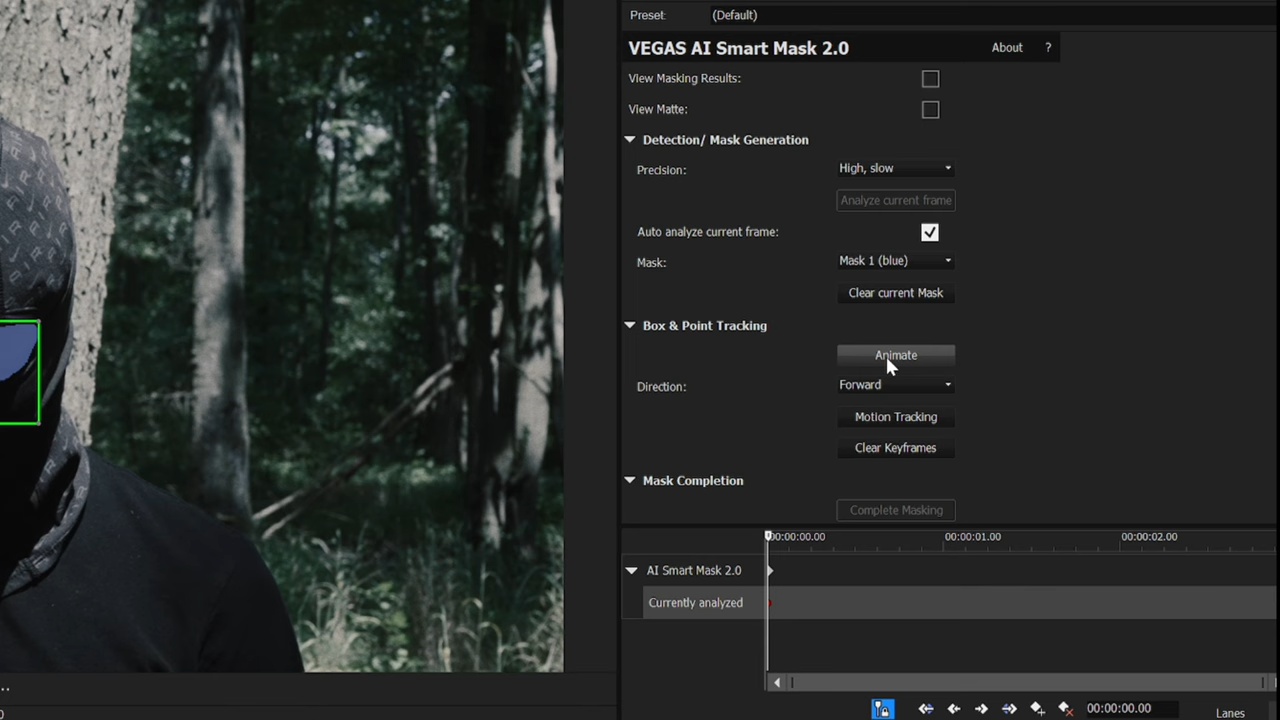 Preset: (Default)
VEGAS AI Smart Mask 2.0 About ?
View Masking Results:
View Matte:
Detection/ Mask Generation
Precision: High, slow
Analyze current frame
Auto analyze current frame:
Mask: Mask 1 (blue)
Clear current Mask
Box & Point Tracking
Animate
Direction: Forward
Motion Tracking
Clear Keyframes
Mask Completion
Complete Masking
00:00:00.00 00:00:01.00 00:00:02.00
AI Smart Mask 2.0
Currently analyzed
00:00:00.00 Lanes